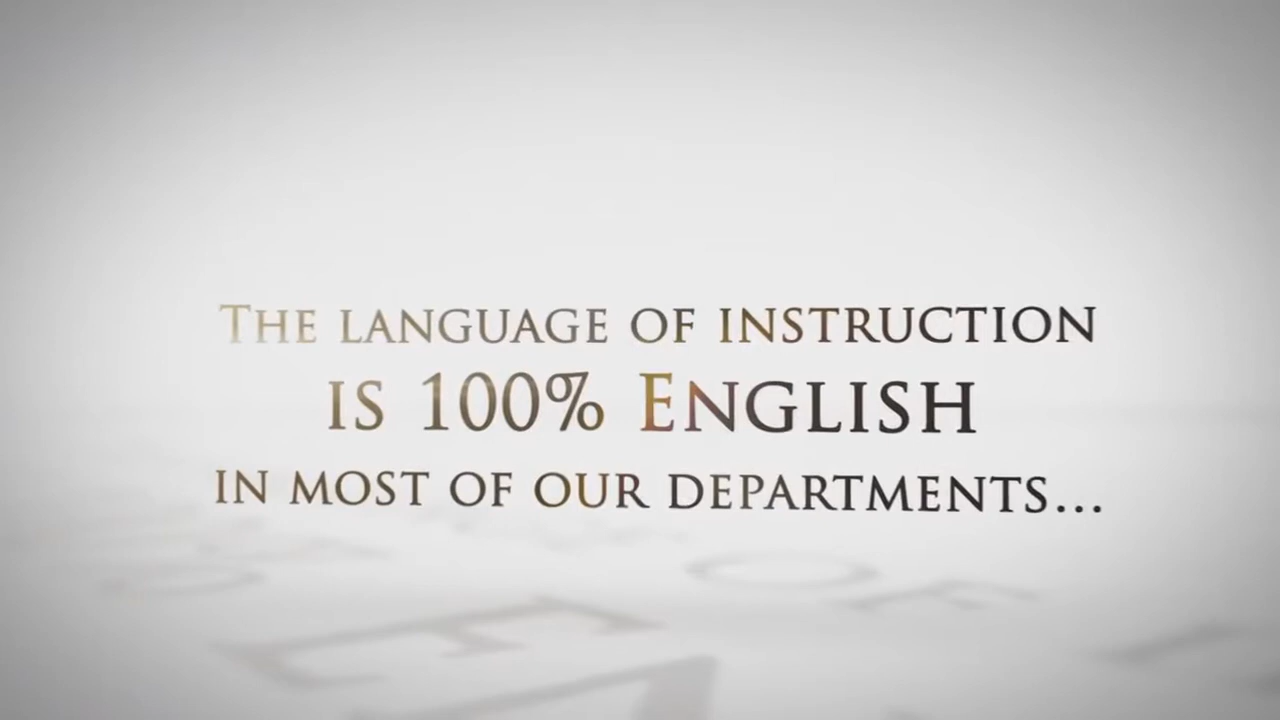 The language of instruction
is 100% English
in most of our departments...